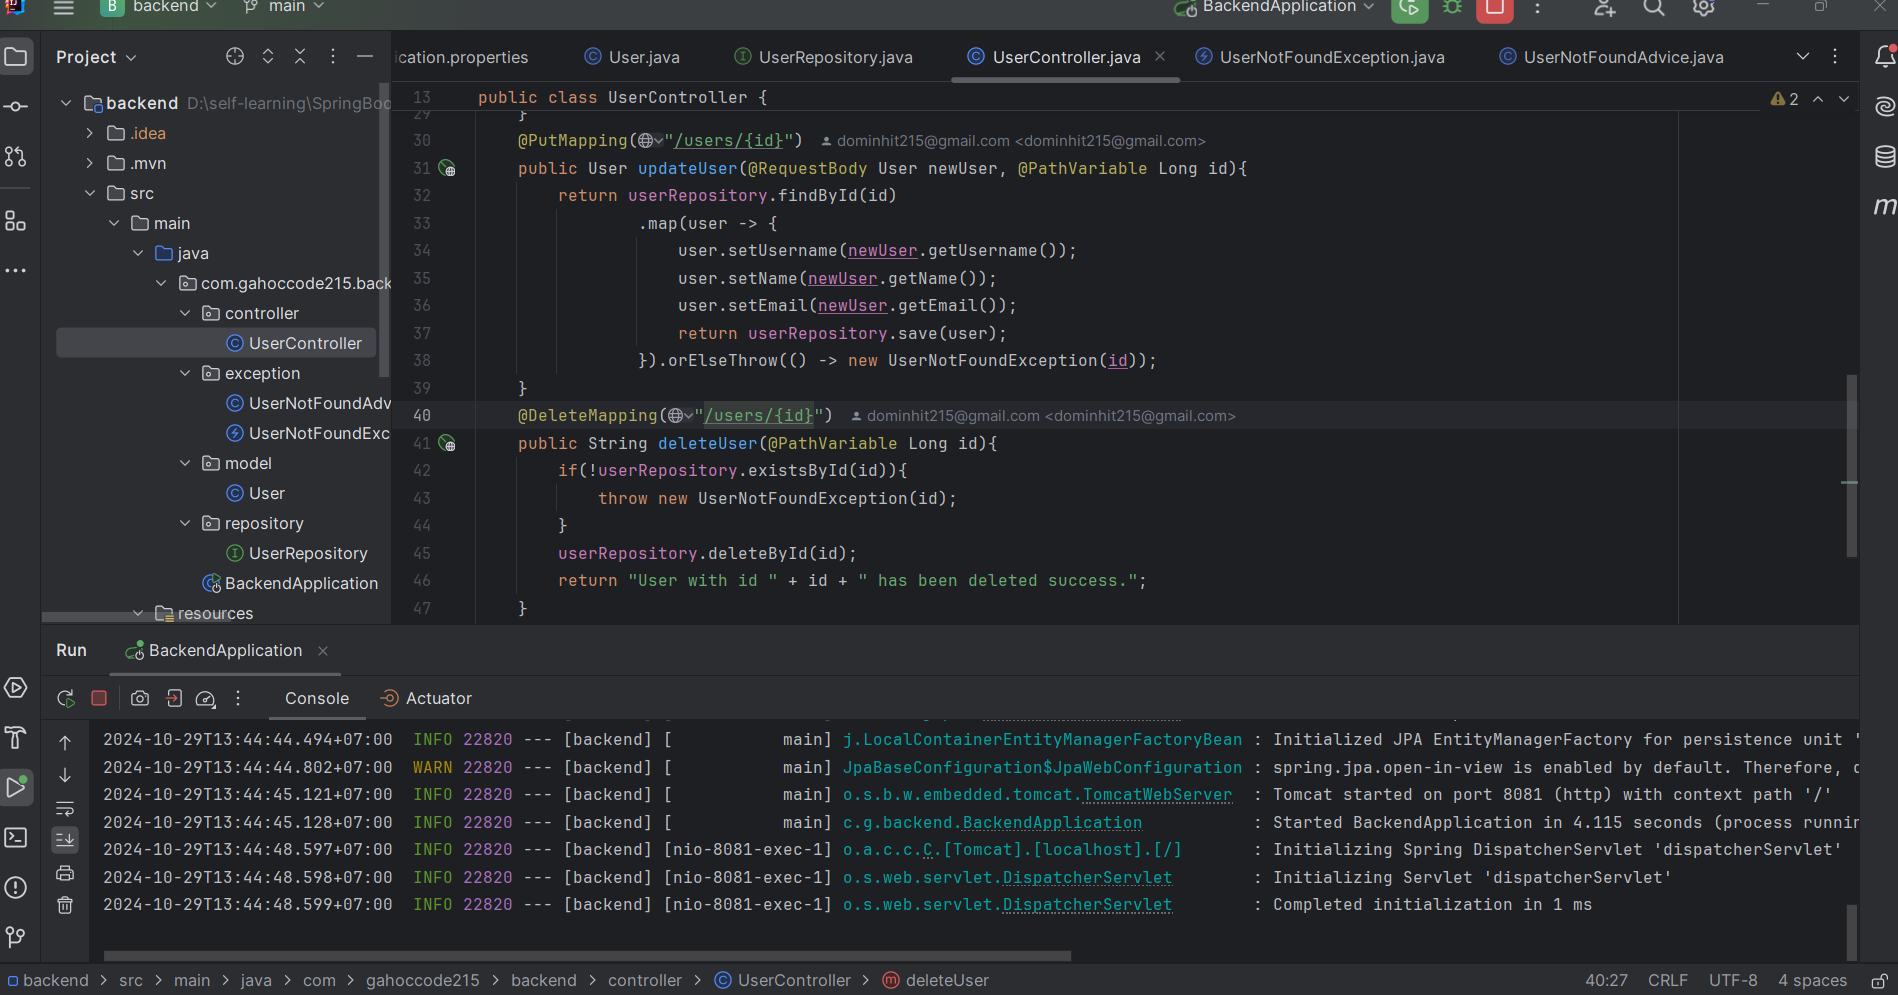 B backend main BackendApplication
Project
ication.properties User.java UserRepository.java UserController.java UserNotFoundException.java UserNotFoundAdvice.java
backend D:\self-learning\SpringBoo
.idea
.mvn
src
main
java
com.gahoccode215.back
controller
UserController
exception
UserNotFoundAdv
UserNotFoundExc
model
User
repository
UserRepository
BackendApplication
resources
13 public class UserController {
2
29 }
30 @PutMapping("/users/{id}") dominhit215@gmail.com <dominhit215@gmail.com>
31 public User updateUser(@RequestBody User newUser, @PathVariable Long id){
32 return userRepository.findById(id)
33 .map(user -> {
34 user.setUsername(newUser.getUsername());
35 user.setName(newUser.getName());
36 user.setEmail(newUser.getEmail());
37 return userRepository.save(user);
38 }).orElseThrow(() -> new UserNotFoundException(id));
39 }
40 @DeleteMapping("/users/{id}") dominhit215@gmail.com <dominhit215@gmail.com>
41 public String deleteUser(@PathVariable Long id){
42 if(!userRepository.existsById(id)){
43 throw new UserNotFoundException(id);
44 }
45 userRepository.deleteById(id);
46 return "User with id " + id + " has been deleted success.";
47 }
Run BackendApplication
Console Actuator
2024-10-29T13:44:44.494+07:00 INFO 22820 --- [backend] [ main] j.LocalContainerEntityManagerFactoryBean : Initialized JPA EntityManagerFactory for persistence unit '
2024-10-29T13:44:44.802+07:00 WARN 22820 --- [backend] [ main] JpaBaseConfiguration$JpaWebConfiguration : spring.jpa.open-in-view is enabled by default. Therefore,
2024-10-29T13:44:45.121+07:00 INFO 22820 --- [backend] [ main] o.s.b.w.embedded.tomcat.TomcatWebServer : Tomcat started on port 8081 (http) with context path '/'
2024-10-29T13:44:45.128+07:00 INFO 22820 --- [backend] [ main] c.g.backend.BackendApplication : Started BackendApplication in 4.115 seconds (process runnin
2024-10-29T13:44:48.597+07:00 INFO 22820 --- [backend] [nio-8081-exec-1] o.a.c.c.C.[Tomcat].[localhost].[/] : Initializing Spring DispatcherServlet 'dispatcherServlet'
2024-10-29T13:44:48.598+07:00 INFO 22820 --- [backend] [nio-8081-exec-1] o.s.web.servlet.DispatcherServlet : Initializing Servlet 'dispatcherServlet'
2024-10-29T13:44:48.599+07:00 INFO 22820 --- [backend] [nio-8081-exec-1] o.s.web.servlet.DispatcherServlet : Completed initialization in 1 ms
backend > src > main > java > com > gahoccode215 > backend > controller > UserController > deleteUser 40:27 CRLF UTF-8 4 spaces